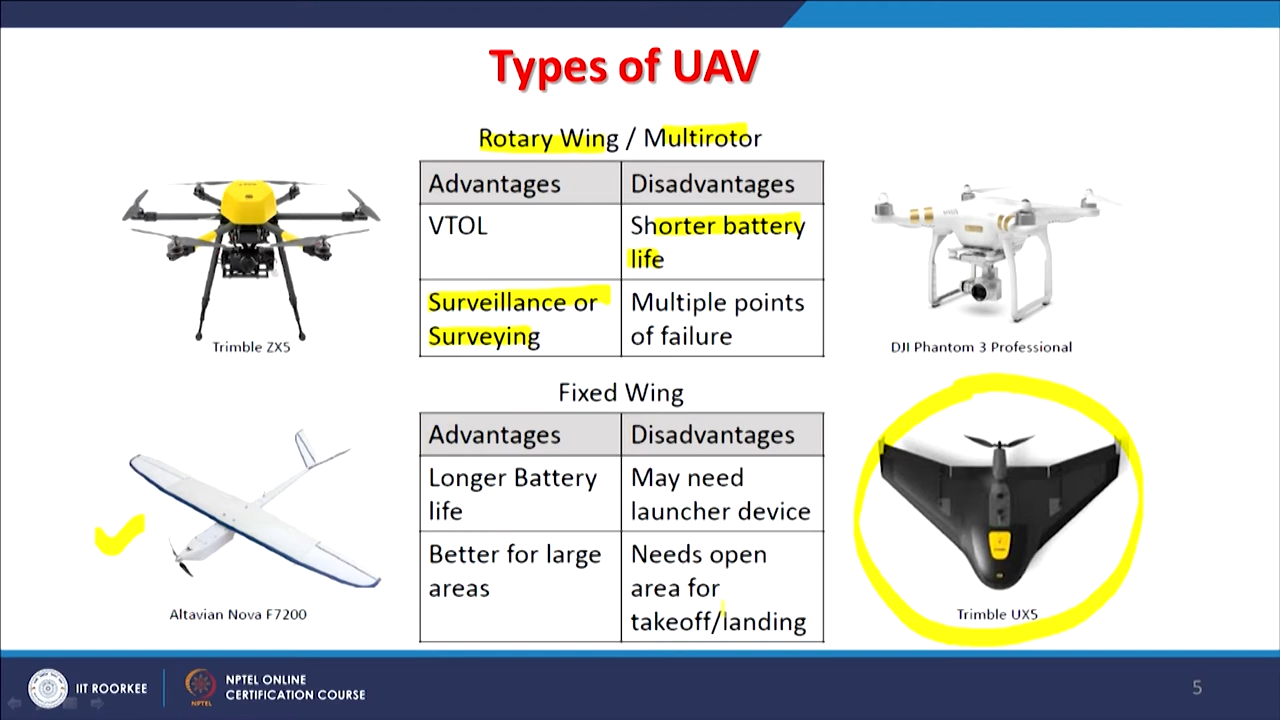 Types of UAV
Rotary Wing / Multirotor
Advantages
Disadvantages
VTOL
Shorter battery
life
Surveillance or
Surveying
Multiple points
of failure
Trimble ZX5
DJI Phantom 3 Professional
Fixed Wing
Advantages
Disadvantages
Longer Battery
life
May need
launcher device
Better for large
areas
Needs open
area for
takeoff/landing
Altavian Nova F7200
Trimble UX5
IIT ROORKEE
NPTEL
NPTEL ONLINE
CERTIFICATION COURSE
5